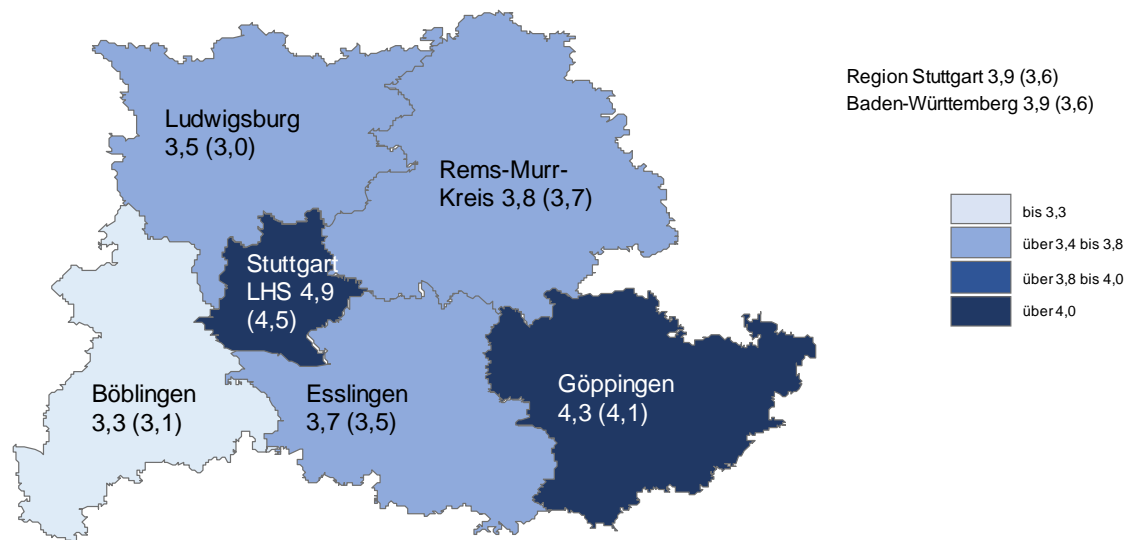 Region Stuttgart 3,9 (3,6)
Baden-Württemberg 3,9 (3,6)
Ludwigsburg
3,5 (3,0)
Rems-Murr-
Kreis 3,8 (3,7)
Stuttgart
LHS 4,9
(4,5)
Böblingen
3,3 (3,1)
Esslingen
3,7 (3,5)
Göppingen
4,3 (4,1)
bis 3,3
über 3,4 bis 3,8
über 3,8 bis 4,0
über 4,0